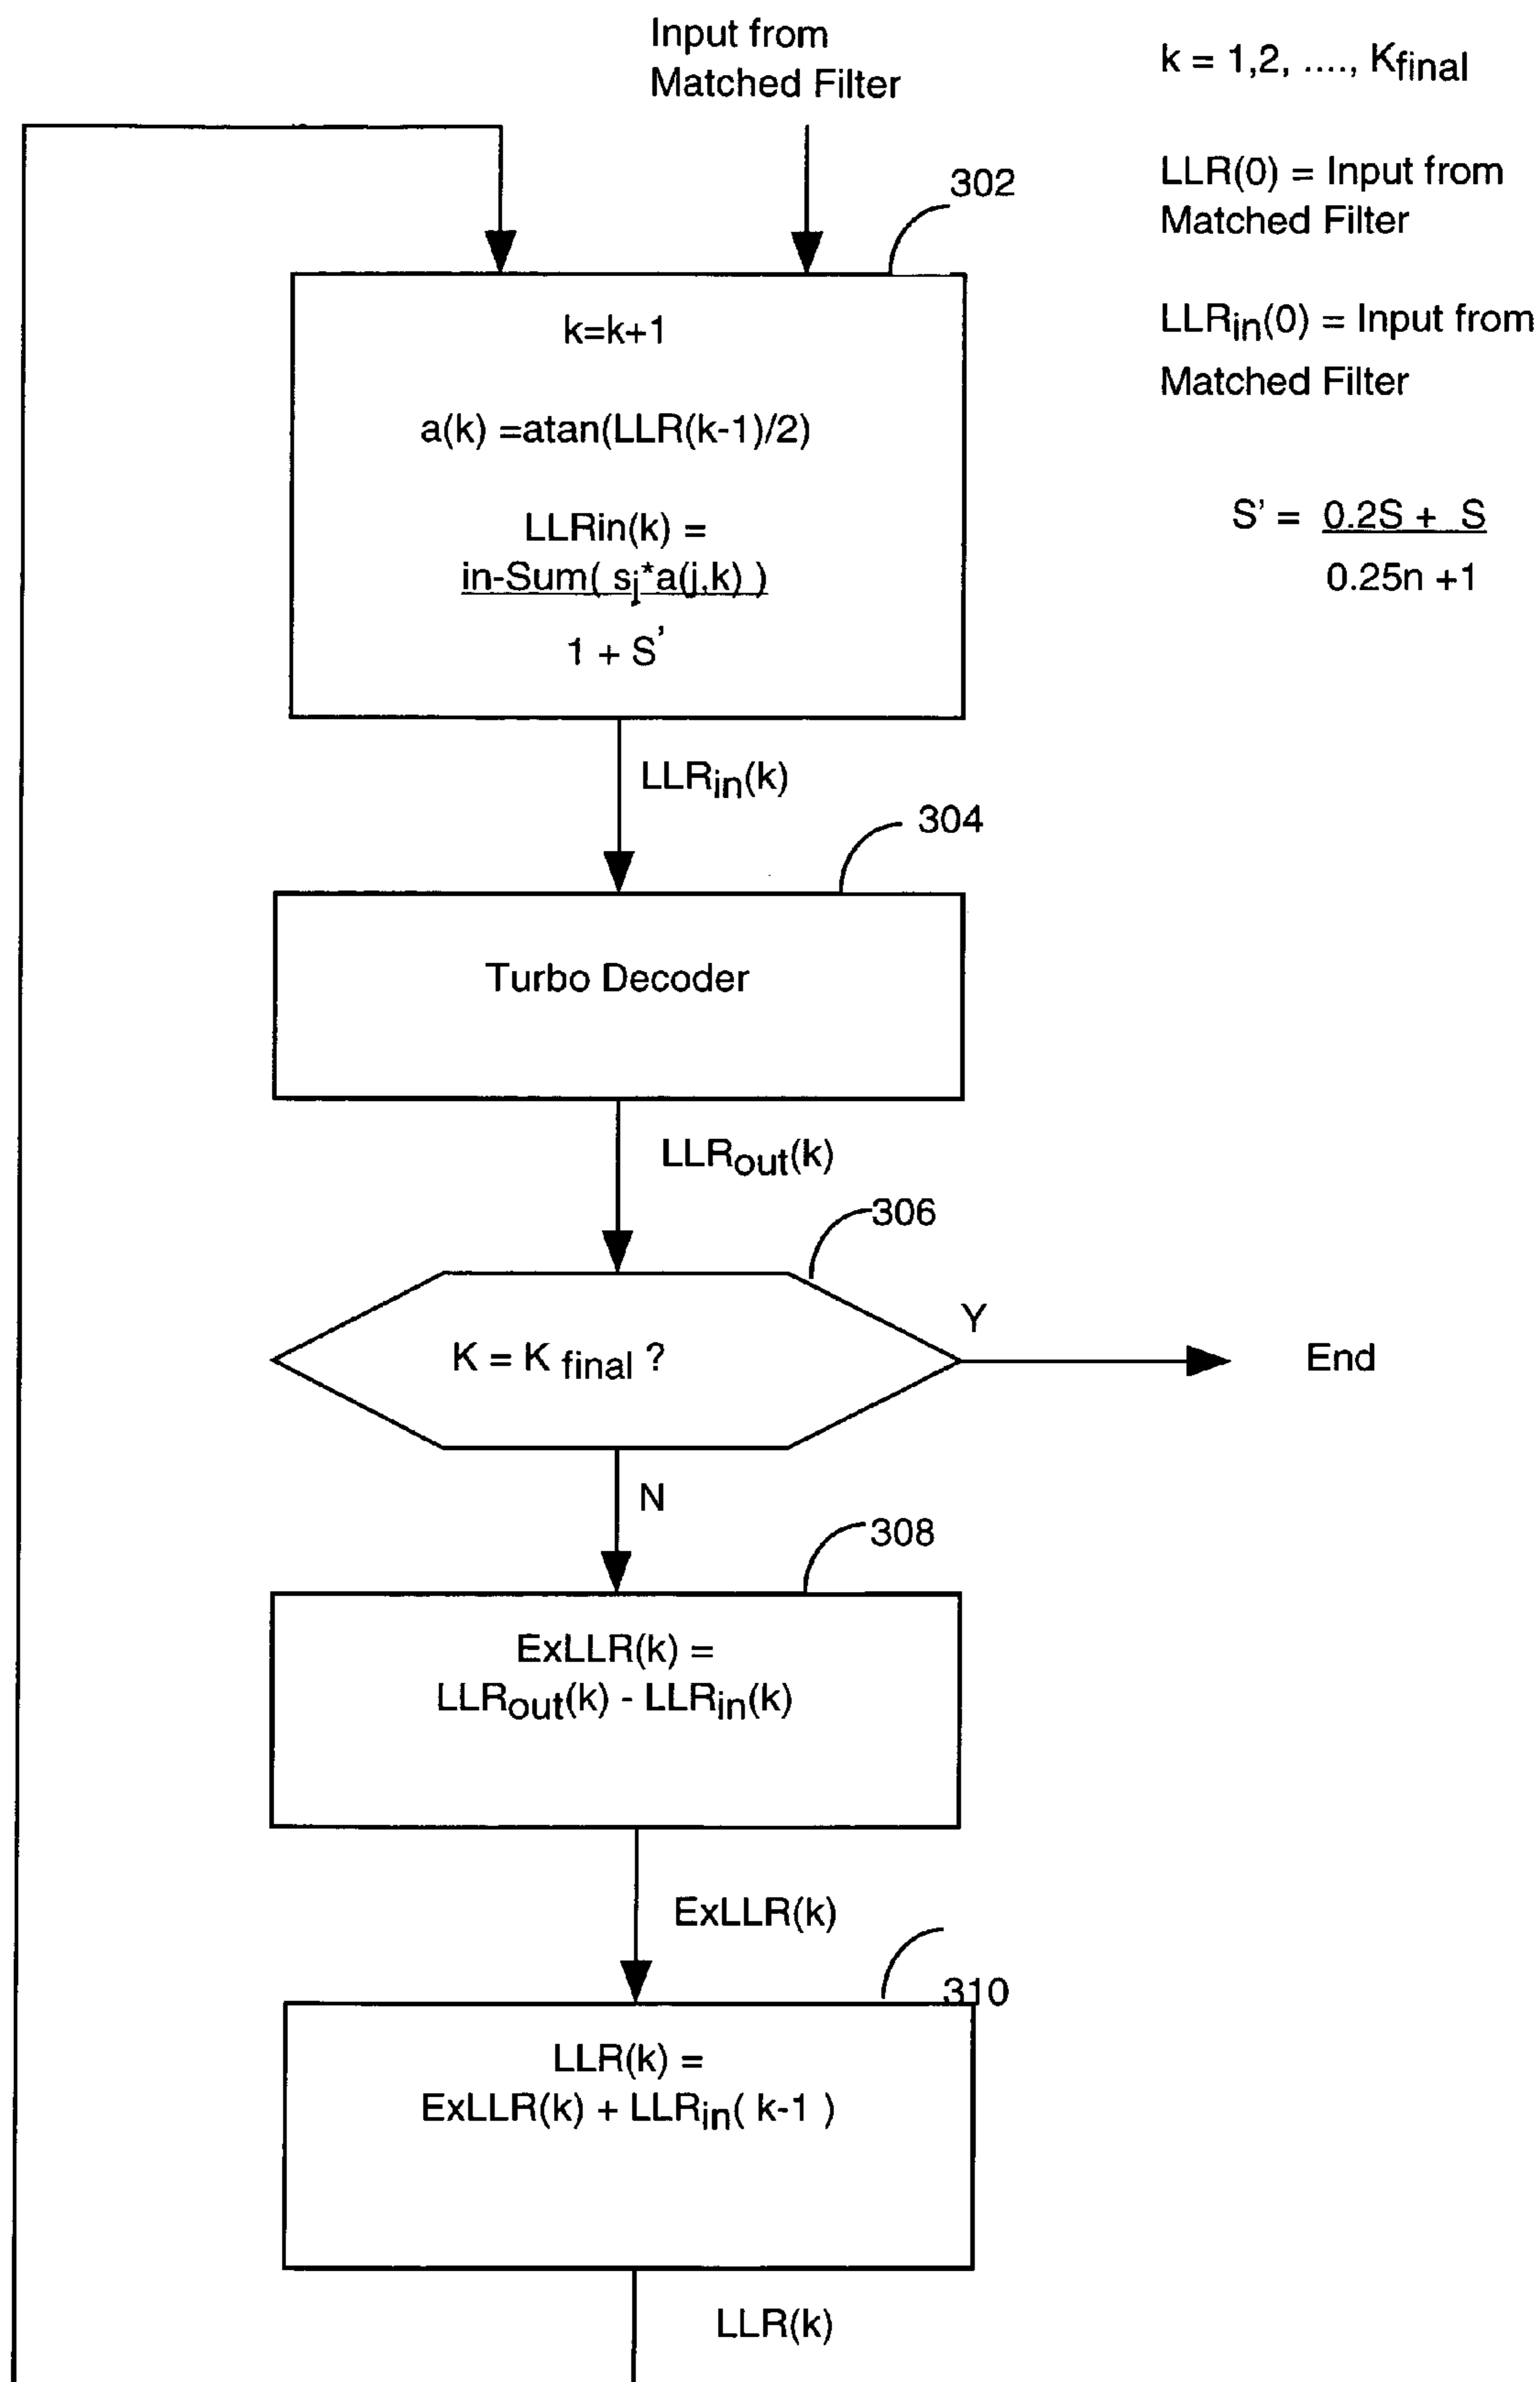 Input from
Matched Filter
k = 1,2, ...., Kfinal
LLR(0) = Input from
Matched Filter
LLRin(0) = Input from
Matched Filter
S' = 0.2S + S
0.25n +1
302
k=k+1
a(k) =atan(LLR(k-1)/2)
LLRin(k) =
in-Sum( sj*a(j,k) )
1 + S'
LLRin(k)
304
Turbo Decoder
LLRout(k)
306
K = K final ?
Y
End
N
308
ExLLR(k) =
LLRout(k) - LLRin(k)
ExLLR(k)
310
LLR(k) =
ExLLR(k) + LLRin( k-1 )
LLR(k)